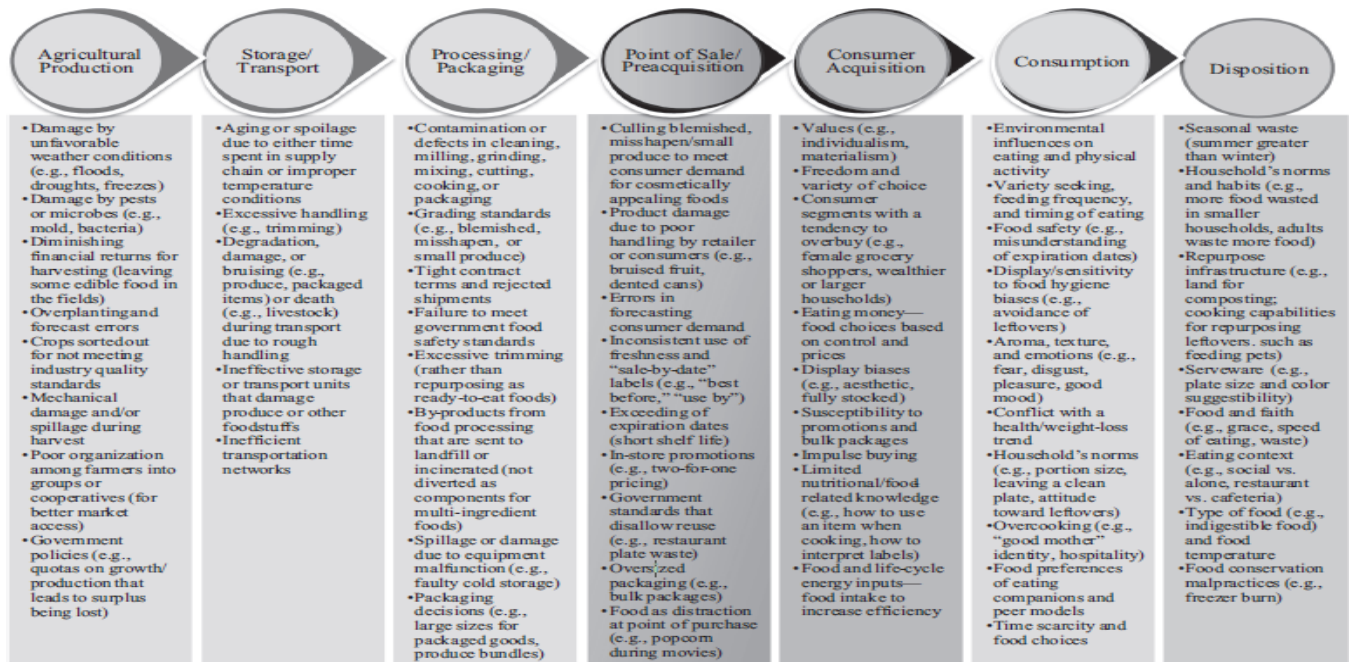 Agricultural
Production
Storage/
Transport
Processing/
Packaging
Point of Sale/
Preacquisition
Consumer
Acquisition
Consumption
Disposition
•Damage by
unfavorable
weather conditions
(e.g., floods,
droughts, freezes)
•Damage by pests
or microbes (e.g.,
mold, bacteria)
•Diminishing
financial returns for
harvesting (leaving
some edible food in
the fields)
•Overplanting and
forecast errors
•Crops sorted out
for not meeting
industry quality
standards
•Mechanical
damage and/or
spillage during
harvest
•Poor organization
among farmers into
groups or
cooperatives (for
better market
access)
•Government
policies (e.g.,
quotas on growth/
production that
leads to surplus
being lost)
•Aging or spoilage
due to either time
spent in supply
chain or improper
temperature
conditions
•Excessive handling
(e.g., trimming)
•Degradation,
damage, or
bruising (e.g.,
produce, packaged
items) or death
(e.g., livestock)
during transport
due to rough
handling
•Ineffective storage
or transport units
that damage
produce or other
foodstuffs
•Inefficient
transportation
networks
•Contamination or
defects in cleaning,
milling, grinding,
mixing, cutting,
cooking, or
packaging
•Grading standards
(e.g., blemished,
misshapen, or
small produce)
•Tight contract
terms and rejected
shipments
•Failure to meet
government food
safety standards
•Excessive trimming
(rather than
repurposing as
ready-to-eat foods)
•By-products from
food processing
that are sent to
landfill or
incinerated (not
diverted as
components for
multi-ingredient
foods)
•Spillage or damage
due to equipment
malfunction (e.g.,
faulty cold storage)
•Packaging
decisions (e.g.,
large sizes for
packaged goods,
produce bundles)
•Culling blemished,
misshapen/small
produce to meet
consumer demand
for cosmetically
appealing foods
•Product damage
due to poor
handling by retailer
or consumers (e.g.,
bruised fruit,
dented cans)
•Errors in
forecasting
consumer demand
•Inconsistent use of
freshness and
“sale-by-date”
labels (e.g., “best
before,” “use by”)
•Exceeding of
expiration dates
(short shelf life)
•In-store promotions
(e.g., two-for-one
pricing)
•Government
standards that
disallow reuse
(e.g., restaurant
plate waste)
•Oversized
packaging (e.g.,
bulk packages)
•Food as distraction
at point of purchase
(e.g., popcorn
during movies)
•Values (e.g.,
individualism,
materialism)
•Freedom and
variety of choice
•Consumer
segments with a
tendency to
overbuy (e.g.,
female grocery
shoppers, wealthier
or larger
households)
•Eating money—
food choices based
on control and
prices
•Display biases
(e.g., aesthetic,
fully stocked)
•Susceptibility to
promotions and
bulk packages
•Impulse buying
•Limited
nutritional/food-
related knowledge
(e.g., how to use
an item when
cooking, how to
interpret labels)
•Food and life-cycle
energy inputs—
food intake to
increase efficiency
•Environmental
influences on
eating and physical
activity
•Variety seeking,
feeding frequency,
and timing of eating
•Food safety (e.g.,
misunderstanding
of expiration dates)
•Display/sensitivity
to food hygiene
biases (e.g.,
avoidance of
leftovers)
•Aroma, texture,
and emotions (e.g.,
fear, disgust,
pleasure, good
mood)
•Conflict with a
health/weight-loss
trend
•Household’s norms
(e.g., portion size,
leaving a clean
plate, attitude
toward leftovers)
•Overcooking (e.g.,
“good mother”
identity, hospitality)
•Food preferences
of eating
companions and
peer models
•Time scarcity and
food choices
•Seasonal waste
(summer greater
than winter)
•Household’s norms
and habits (e.g.,
more food wasted
in smaller
households, adults
waste more food)
•Repurpose
infrastructure (e.g.,
land for
composting;
cooking capabilities
for repurposing
leftovers. such as
feeding pets)
•Serveware (e.g.,
plate size and color
suggestibility)
•Food and faith
(e.g., grace, speed
of eating, waste)
•Eating context
(e.g., social vs.
alone, restaurant
vs. cafeteria)
•Type of food (e.g.,
indigestible food)
and food
temperature
•Food conservation
malpractices (e.g.,
freezer burn)